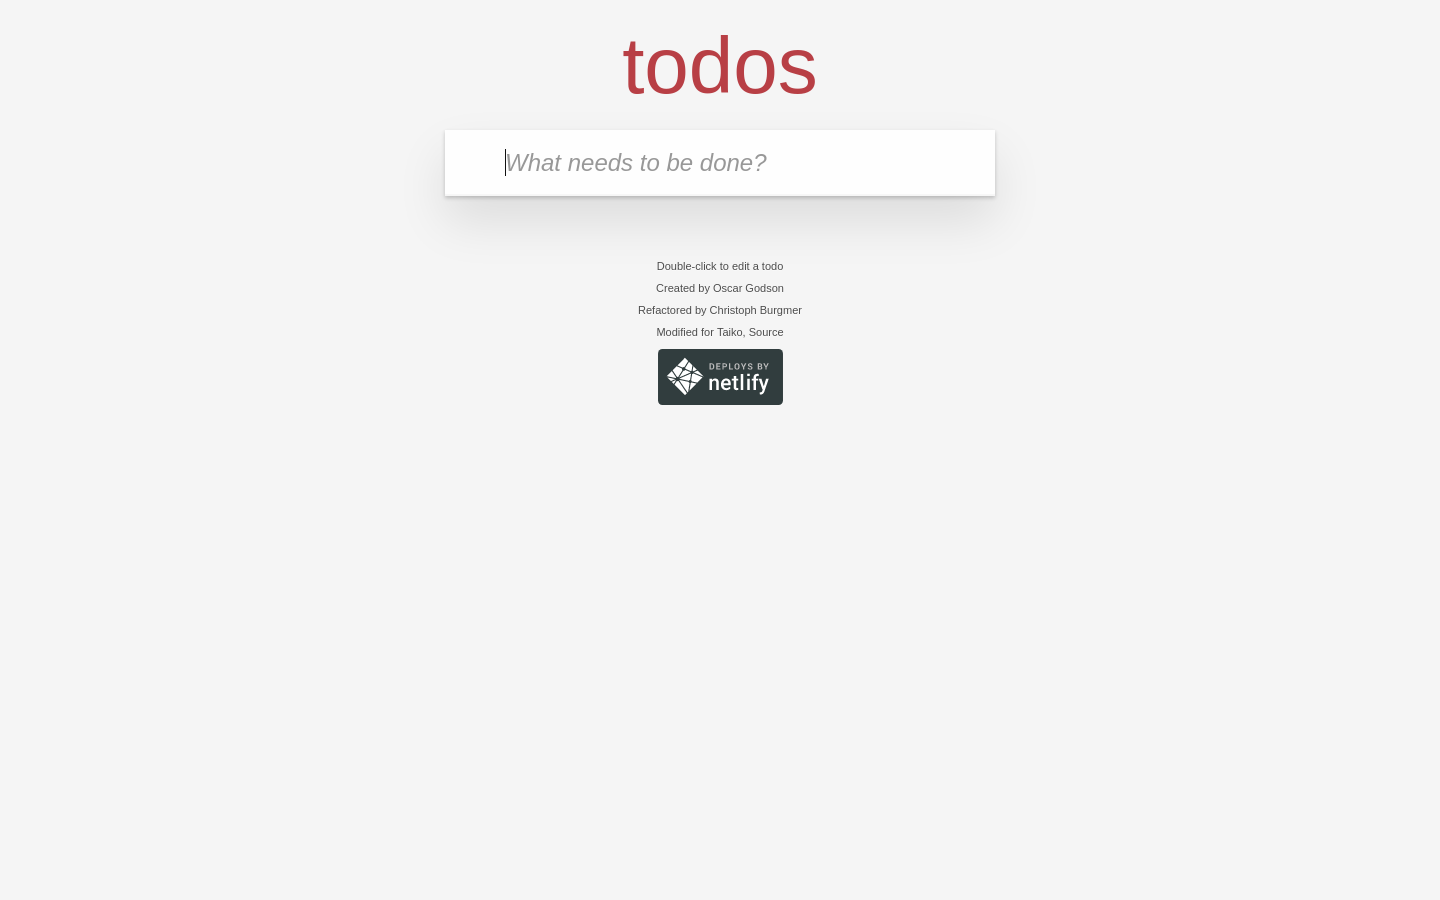 todos
What needs to be done?
Double-click to edit a todo
Created by Oscar Godson
Refactored by Christoph Burgmer
Modified for Taiko, Source
DEPLOYS BY
netlify